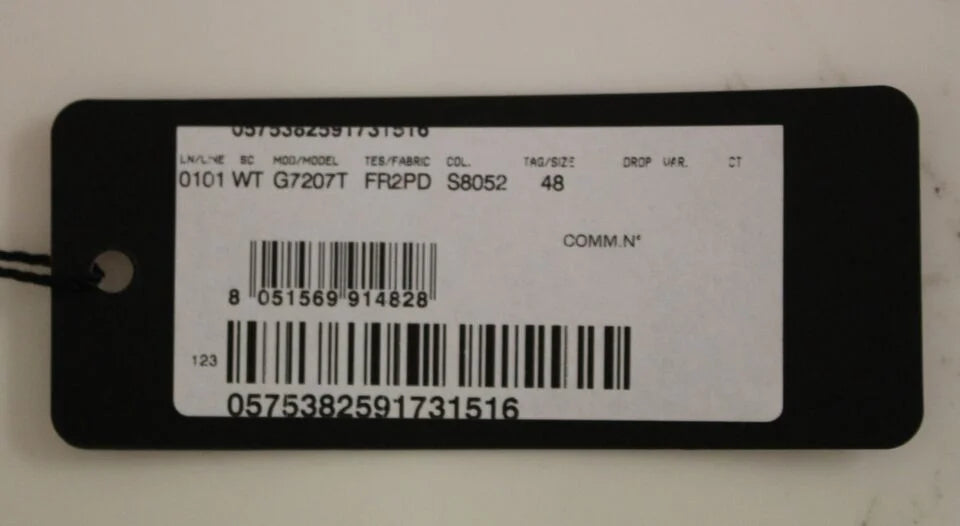 0575382591731516
LN/LINE SC MOD/MODEL TES/FABRIC COL. TAG/SIZE DROP VAR. CT
0101 WT G7207T FR2PD S8052 48
COMM.N°
8 051569 914828
123
0575382591731516